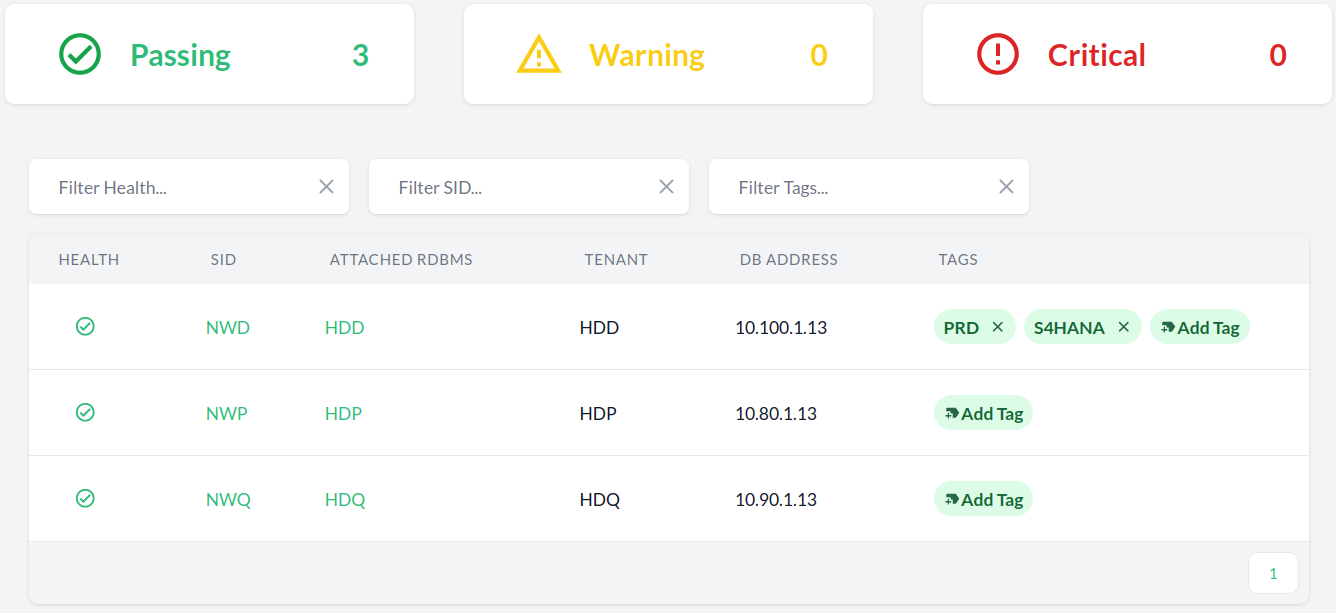 Passing 3 Warning 0 Critical 0
Filter Health... Filter SID... Filter Tags...
HEALTH SID ATTACHED RDBMS TENANT DB ADDRESS TAGS
NWD HDD HDD 10.100.1.13 PRD S4HANA Add Tag
NWP HDP HDP 10.80.1.13 Add Tag
NWQ HDQ HDQ 10.90.1.13 Add Tag
1